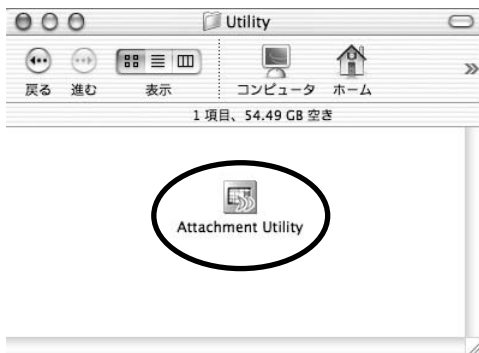 Utility
戻る 進む 表示 コンピュータ ホーム
1 項目、54.49 GB 空き
Attachment Utility